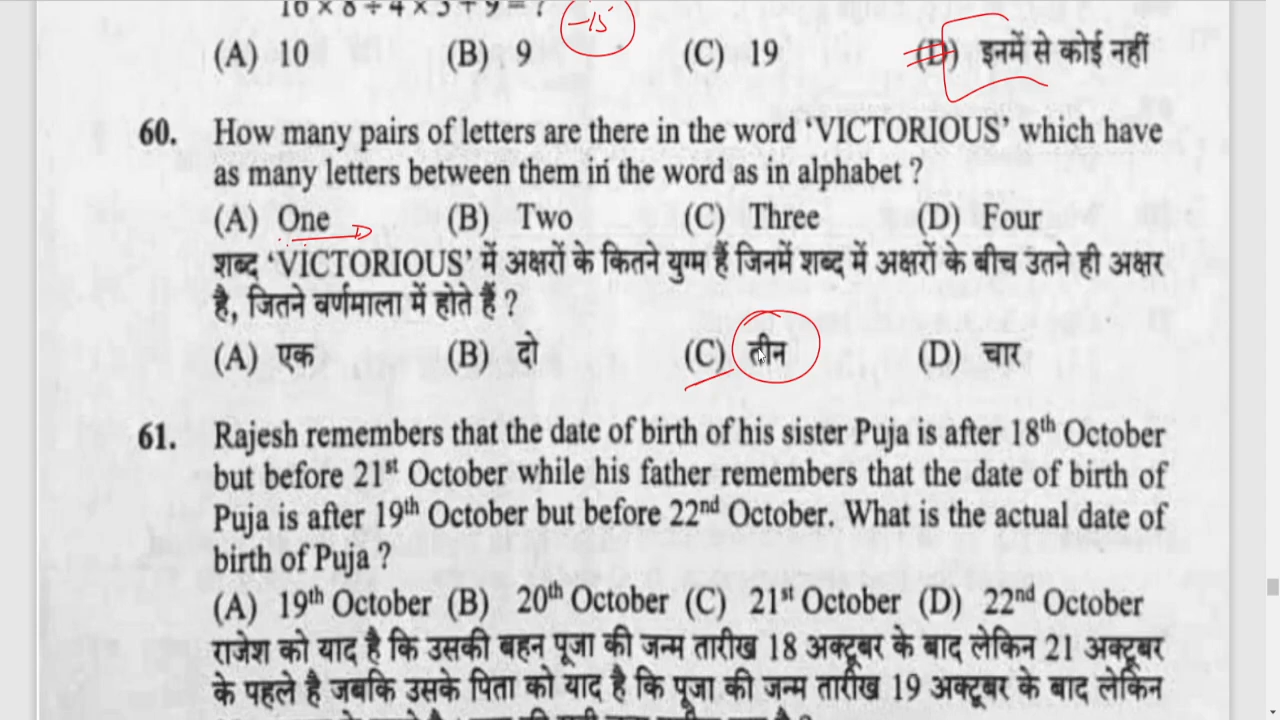 16 × 8 ÷ 4 × 3 + 9 = ?
-15
(A) 10 (B) 9 (C) 19 (D) इनमें से कोई नहीं
60. How many pairs of letters are there in the word ‘VICTORIOUS’ which have
as many letters between them in the word as in alphabet ?
(A) One (B) Two (C) Three (D) Four
शब्द ‘VICTORIOUS’ में अक्षरों के कितने युग्म हैं जिनमें शब्द में अक्षरों के बीच उतने ही अक्षर
है, जितने वर्णमाला में होते हैं ?
(A) एक (B) दो (C) तीन (D) चार
61. Rajesh remembers that the date of birth of his sister Puja is after 18th October
but before 21st October while his father remembers that the date of birth of
Puja is after 19th October but before 22nd October. What is the actual date of
birth of Puja ?
(A) 19th October (B) 20th October (C) 21st October (D) 22nd October
राजेश को याद है कि उसकी बहन पूजा की जन्म तारीख 18 अक्टूबर के बाद लेकिन 21 अक्टूबर
के पहले है जबकि उसके पिता को याद है कि पूजा की जन्म तारीख 19 अक्टूबर के बाद लेकिन